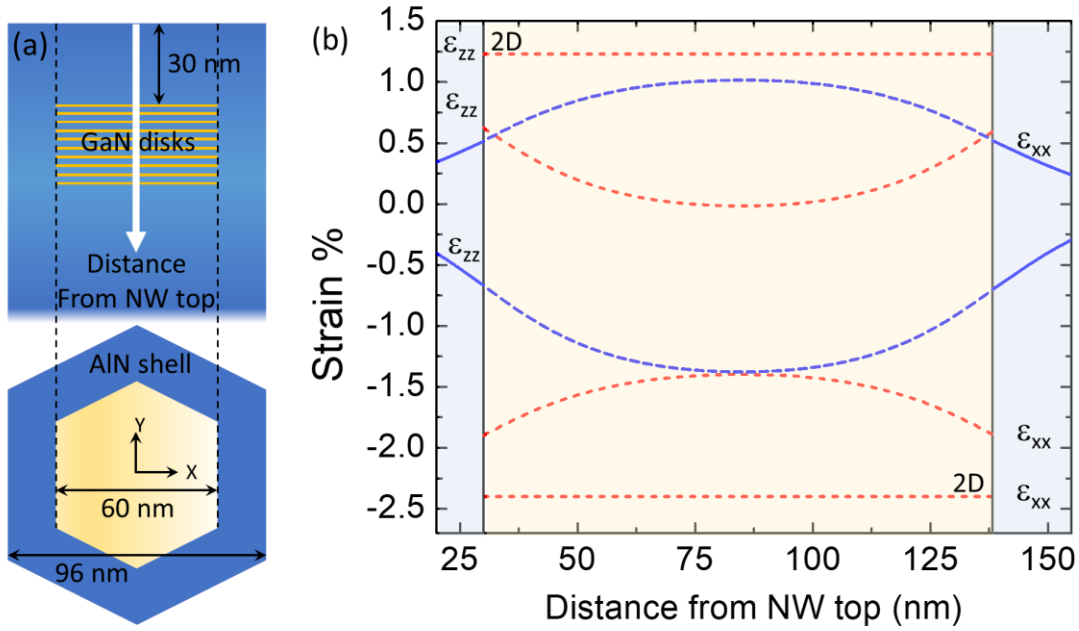 (a)
30 nm
GaN disks
Distance
From NW top
AlN shell
Y
X
60 nm
96 nm
(b)
1.5
1.0
0.5
0.0
-0.5
-1.0
-1.5
-2.0
-2.5
Strain %
εzz
2D
εzz
εxx
εzz
εxx
2D
εxx
25
50
75
100
125
150
Distance from NW top (nm)